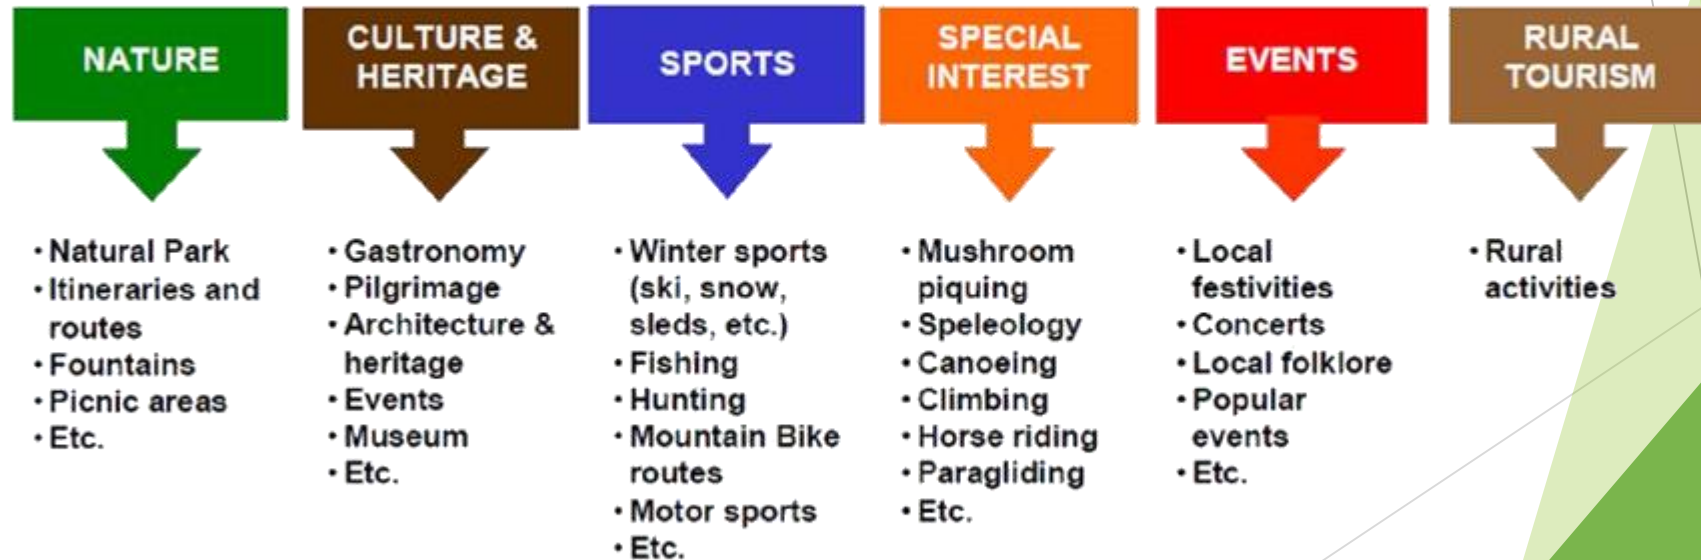 NATURE
• Natural Park
• Itineraries and
routes
• Fountains
• Picnic areas
• Etc.
CULTURE &
HERITAGE
• Gastronomy
• Pilgrimage
• Architecture &
heritage
• Events
• Museum
• Etc.
SPORTS
• Winter sports
(ski, snow,
sleds, etc.)
• Fishing
• Hunting
• Mountain Bike
routes
• Motor sports
• Etc.
SPECIAL
INTEREST
• Mushroom
piquing
• Speleology
• Canoeing
• Climbing
• Horse riding
• Paragliding
• Etc.
EVENTS
• Local
festivities
• Concerts
• Local folklore
• Popular
events
• Etc.
RURAL
TOURISM
• Rural
activities